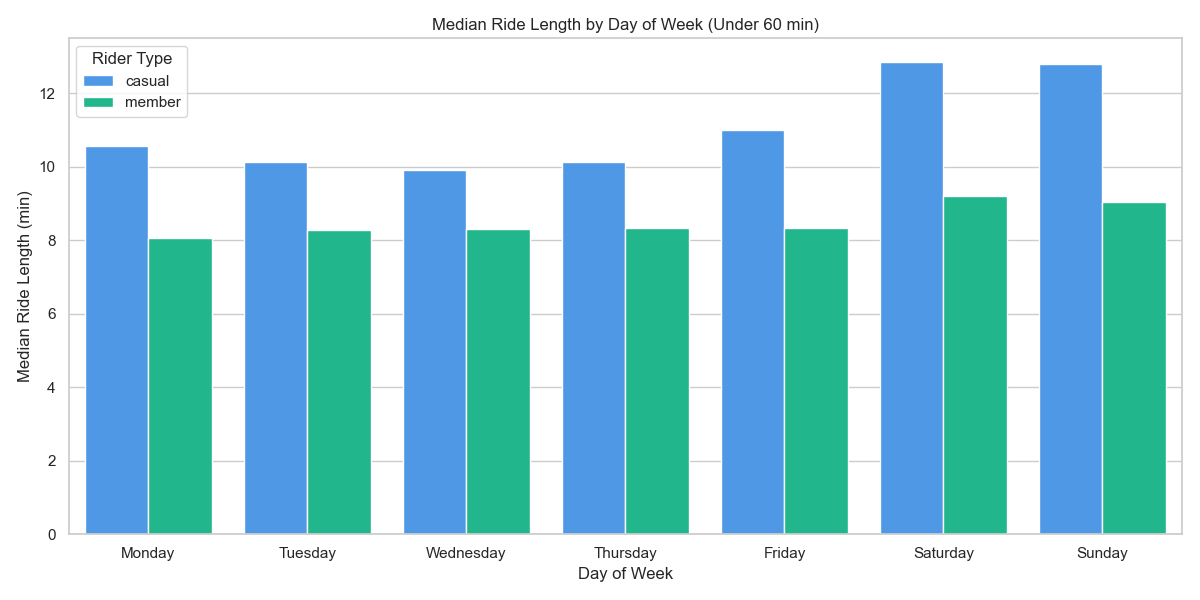 Median Ride Length by Day of Week (Under 60 min)
Rider Type
casual
member
Median Ride Length (min)
12
10
8
6
4
2
0
Monday Tuesday Wednesday Thursday Friday Saturday Sunday
Day of Week